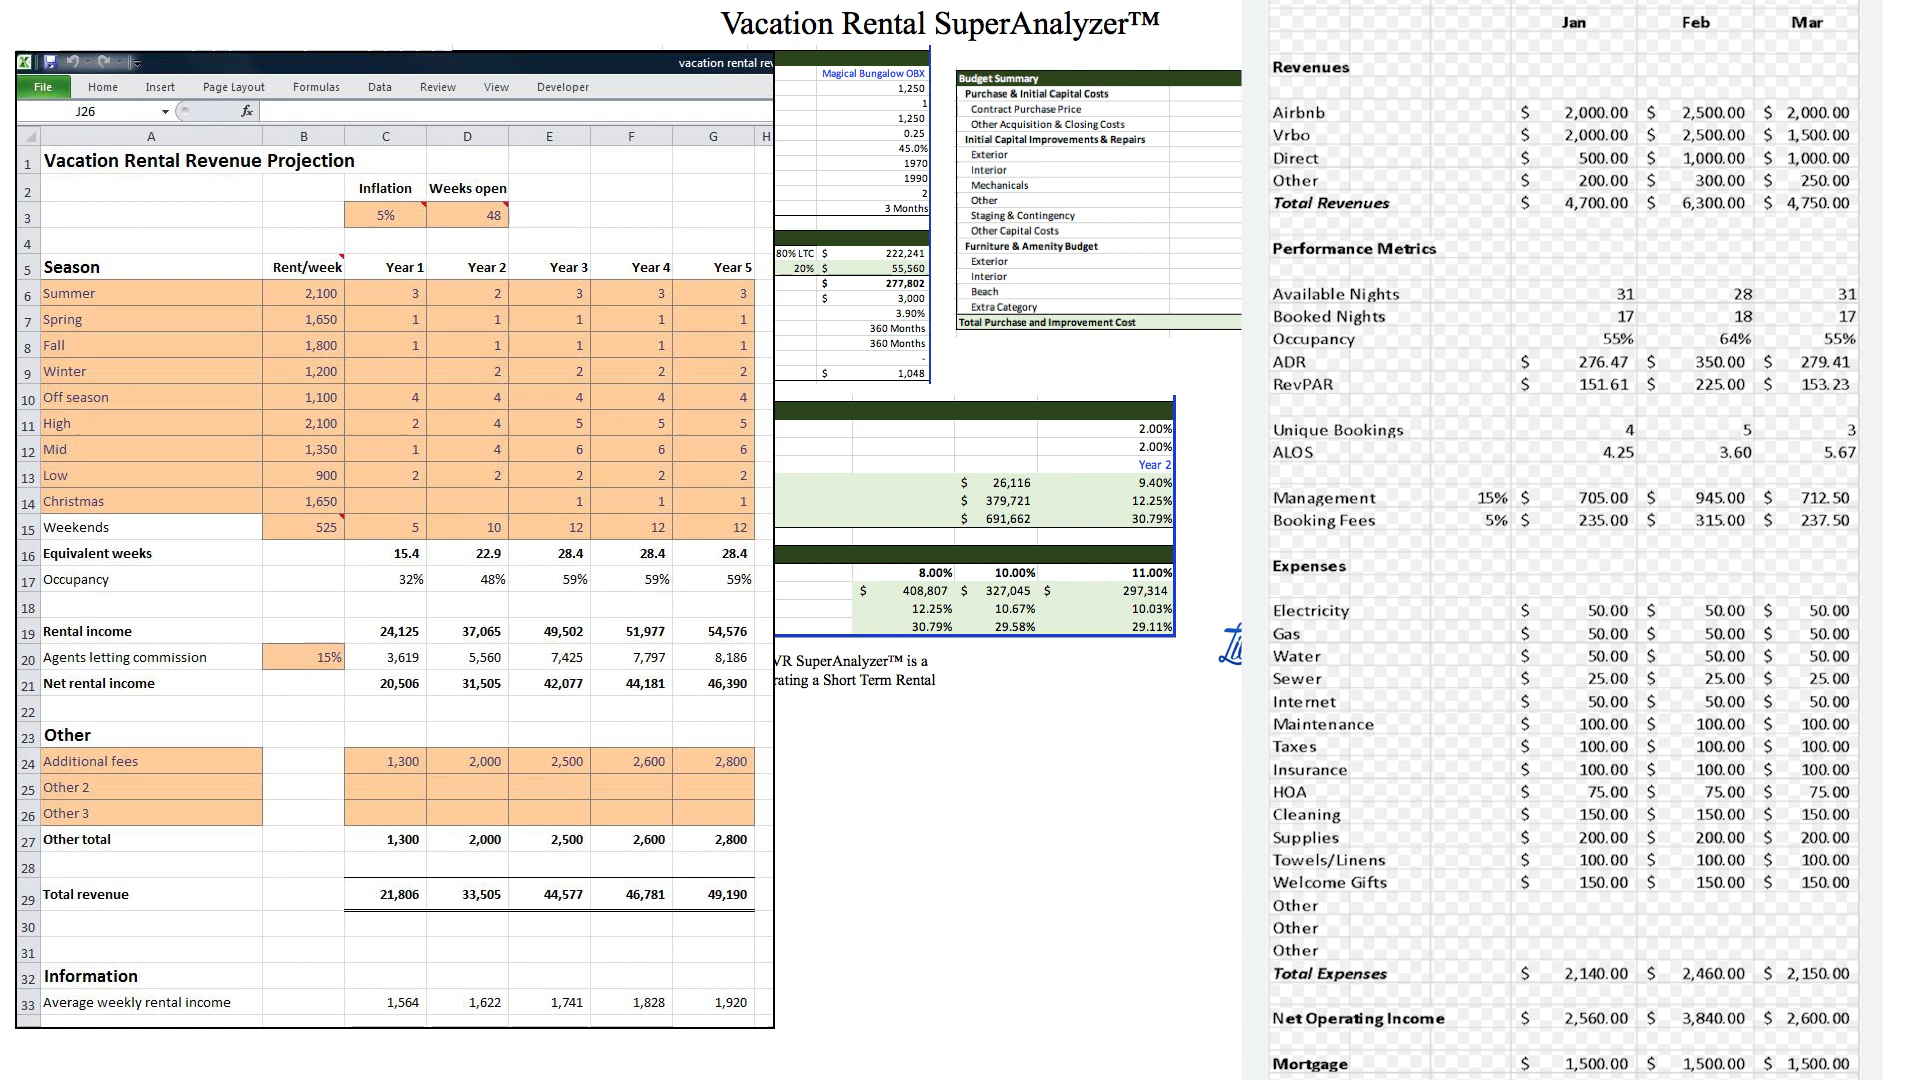 Vacation Rental SuperAnalyzer™
vacation rental rev
File Home Insert Page Layout Formulas Data Review View Developer
J26 fx
A B C D E F G H
1 Vacation Rental Revenue Projection
2 Inflation Weeks open
3 5% 48
4
5 Season Rent/week Year 1 Year 2 Year 3 Year 4 Year 5
6 Summer 2,100 3 2 3 3 3
7 Spring 1,650 1 1 1 1 1
8 Fall 1,800 1 1 1 1 1
9 Winter 1,200 2 2 2 2
10 Off season 1,100 4 4 4 4 4
11 High 2,100 2 4 5 5 5
12 Mid 1,350 1 4 6 6 6
13 Low 900 2 2 2 2 2
14 Christmas 1,650 1 1 1
15 Weekends 525 5 10 12 12 12
16 Equivalent weeks 15.4 22.9 28.4 28.4 28.4
17 Occupancy 32% 48% 59% 59% 59%
18
19 Rental income 24,125 37,065 49,502 51,977 54,576
20 Agents letting commission 15% 3,619 5,560 7,425 7,797 8,186
21 Net rental income 20,506 31,505 42,077 44,181 46,390
22
23 Other
24 Additional fees 1,300 2,000 2,500 2,600 2,800
25 Other 2
26 Other 3
27 Other total 1,300 2,000 2,500 2,600 2,800
28
29 Total revenue 21,806 33,505 44,577 46,781 49,190
30
31
32 Information
33 Average weekly rental income 1,564 1,622 1,741 1,828 1,920
Magical Bungalow OBX
1,250
1
1,250
0.25
45.0%
1970
1990
2
3 Months
80% LTC $ 222,241
20% $ 55,560
$ 277,802
$ 3,000
3.90%
360 Months
360 Months
-
$ 1,048
Budget Summary
Purchase & Initial Capital Costs
Contract Purchase Price
Other Acquisition & Closing Costs
Initial Capital Improvements & Repairs
Exterior
Interior
Mechanicals
Other
Staging & Contingency
Other Capital Costs
Furniture & Amenity Budget
Exterior
Interior
Beach
Extra Category
Total Purchase and Improvement Cost
2.00%
2.00%
Year 2
$ 26,116 9.40%
$ 379,721 12.25%
$ 691,662 30.79%
8.00% 10.00% 11.00%
$ 408,807 $ 327,045 $ 297,314
12.25% 10.67% 10.03%
30.79% 29.58% 29.11%
VR SuperAnalyzer™ is a
rating a Short Term Rental
Jan Feb Mar
Revenues
Airbnb $ 2,000.00 $ 2,500.00 $ 2,000.00
Vrbo $ 2,000.00 $ 2,500.00 $ 1,500.00
Direct $ 500.00 $ 1,000.00 $ 1,000.00
Other $ 200.00 $ 300.00 $ 250.00
Total Revenues $ 4,700.00 $ 6,300.00 $ 4,750.00
Performance Metrics
Available Nights 31 28 31
Booked Nights 17 18 17
Occupancy 55% 64% 55%
ADR $ 276.47 $ 350.00 $ 279.41
RevPAR $ 151.61 $ 225.00 $ 153.23
Unique Bookings 4 5 3
ALOS 4.25 3.60 5.67
Management 15% $ 705.00 $ 945.00 $ 712.50
Booking Fees 5% $ 235.00 $ 315.00 $ 237.50
Expenses
Electricity $ 50.00 $ 50.00 $ 50.00
Gas $ 50.00 $ 50.00 $ 50.00
Water $ 50.00 $ 50.00 $ 50.00
Sewer $ 25.00 $ 25.00 $ 25.00
Internet $ 50.00 $ 50.00 $ 50.00
Maintenance $ 100.00 $ 100.00 $ 100.00
Taxes $ 100.00 $ 100.00 $ 100.00
Insurance $ 100.00 $ 100.00 $ 100.00
HOA $ 75.00 $ 75.00 $ 75.00
Cleaning $ 150.00 $ 150.00 $ 150.00
Supplies $ 200.00 $ 200.00 $ 200.00
Towels/Linens $ 100.00 $ 100.00 $ 100.00
Welcome Gifts $ 150.00 $ 150.00 $ 150.00
Other
Other
Other
Total Expenses $ 2,140.00 $ 2,460.00 $ 2,150.00
Net Operating Income $ 2,560.00 $ 3,840.00 $ 2,600.00
Mortgage $ 1,500.00 $ 1,500.00 $ 1,500.00